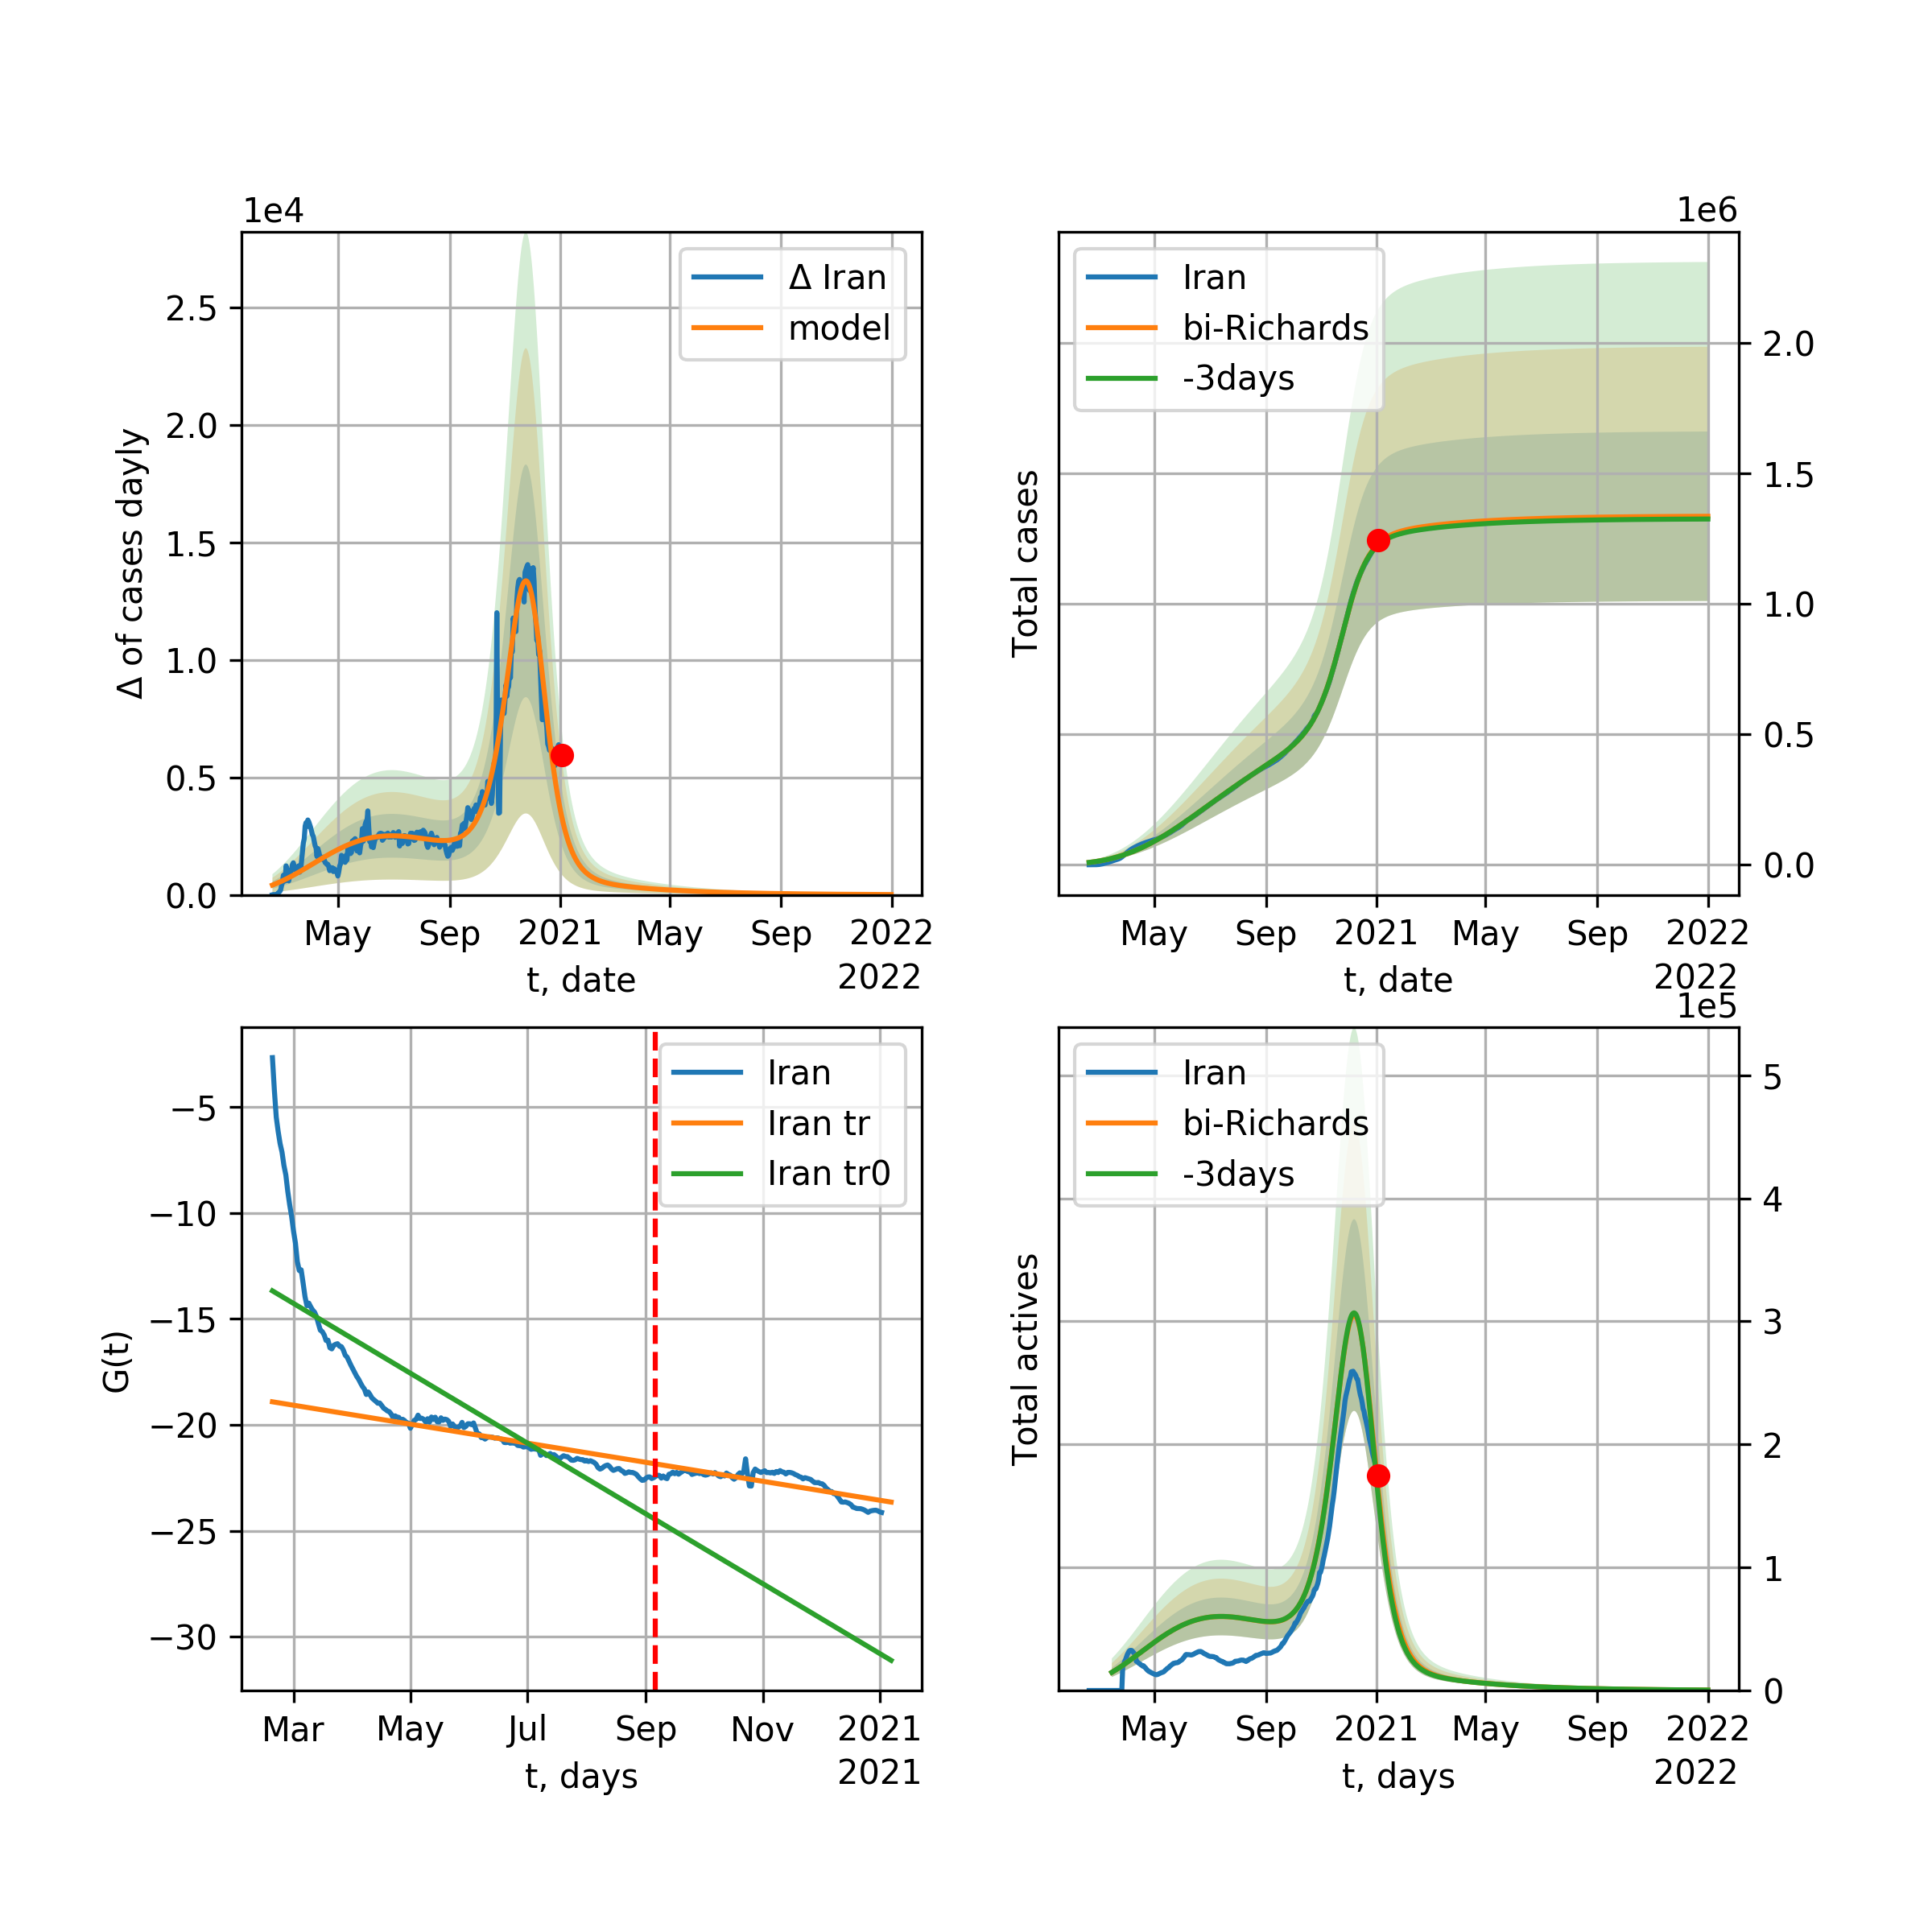 1e4
Δ of cases dayly
2.5
2.0
1.5
1.0
0.5
0.0
Δ Iran
model
May Sep 2021 May Sep 2022
t, date 2022
1e6
Total cases
Iran
bi-Richards
-3days
2.0
1.5
1.0
0.5
0.0
May Sep 2021 May Sep 2022
t, date 2022
G(t)
−5
−10
−15
−20
−25
−30
Iran
Iran tr
Iran tr0
Mar May Jul Sep Nov 2021
t, days 2021
1e5
Total actives
Iran
bi-Richards
-3days
5
4
3
2
1
0
May Sep 2021 May Sep 2022
t, days 2022